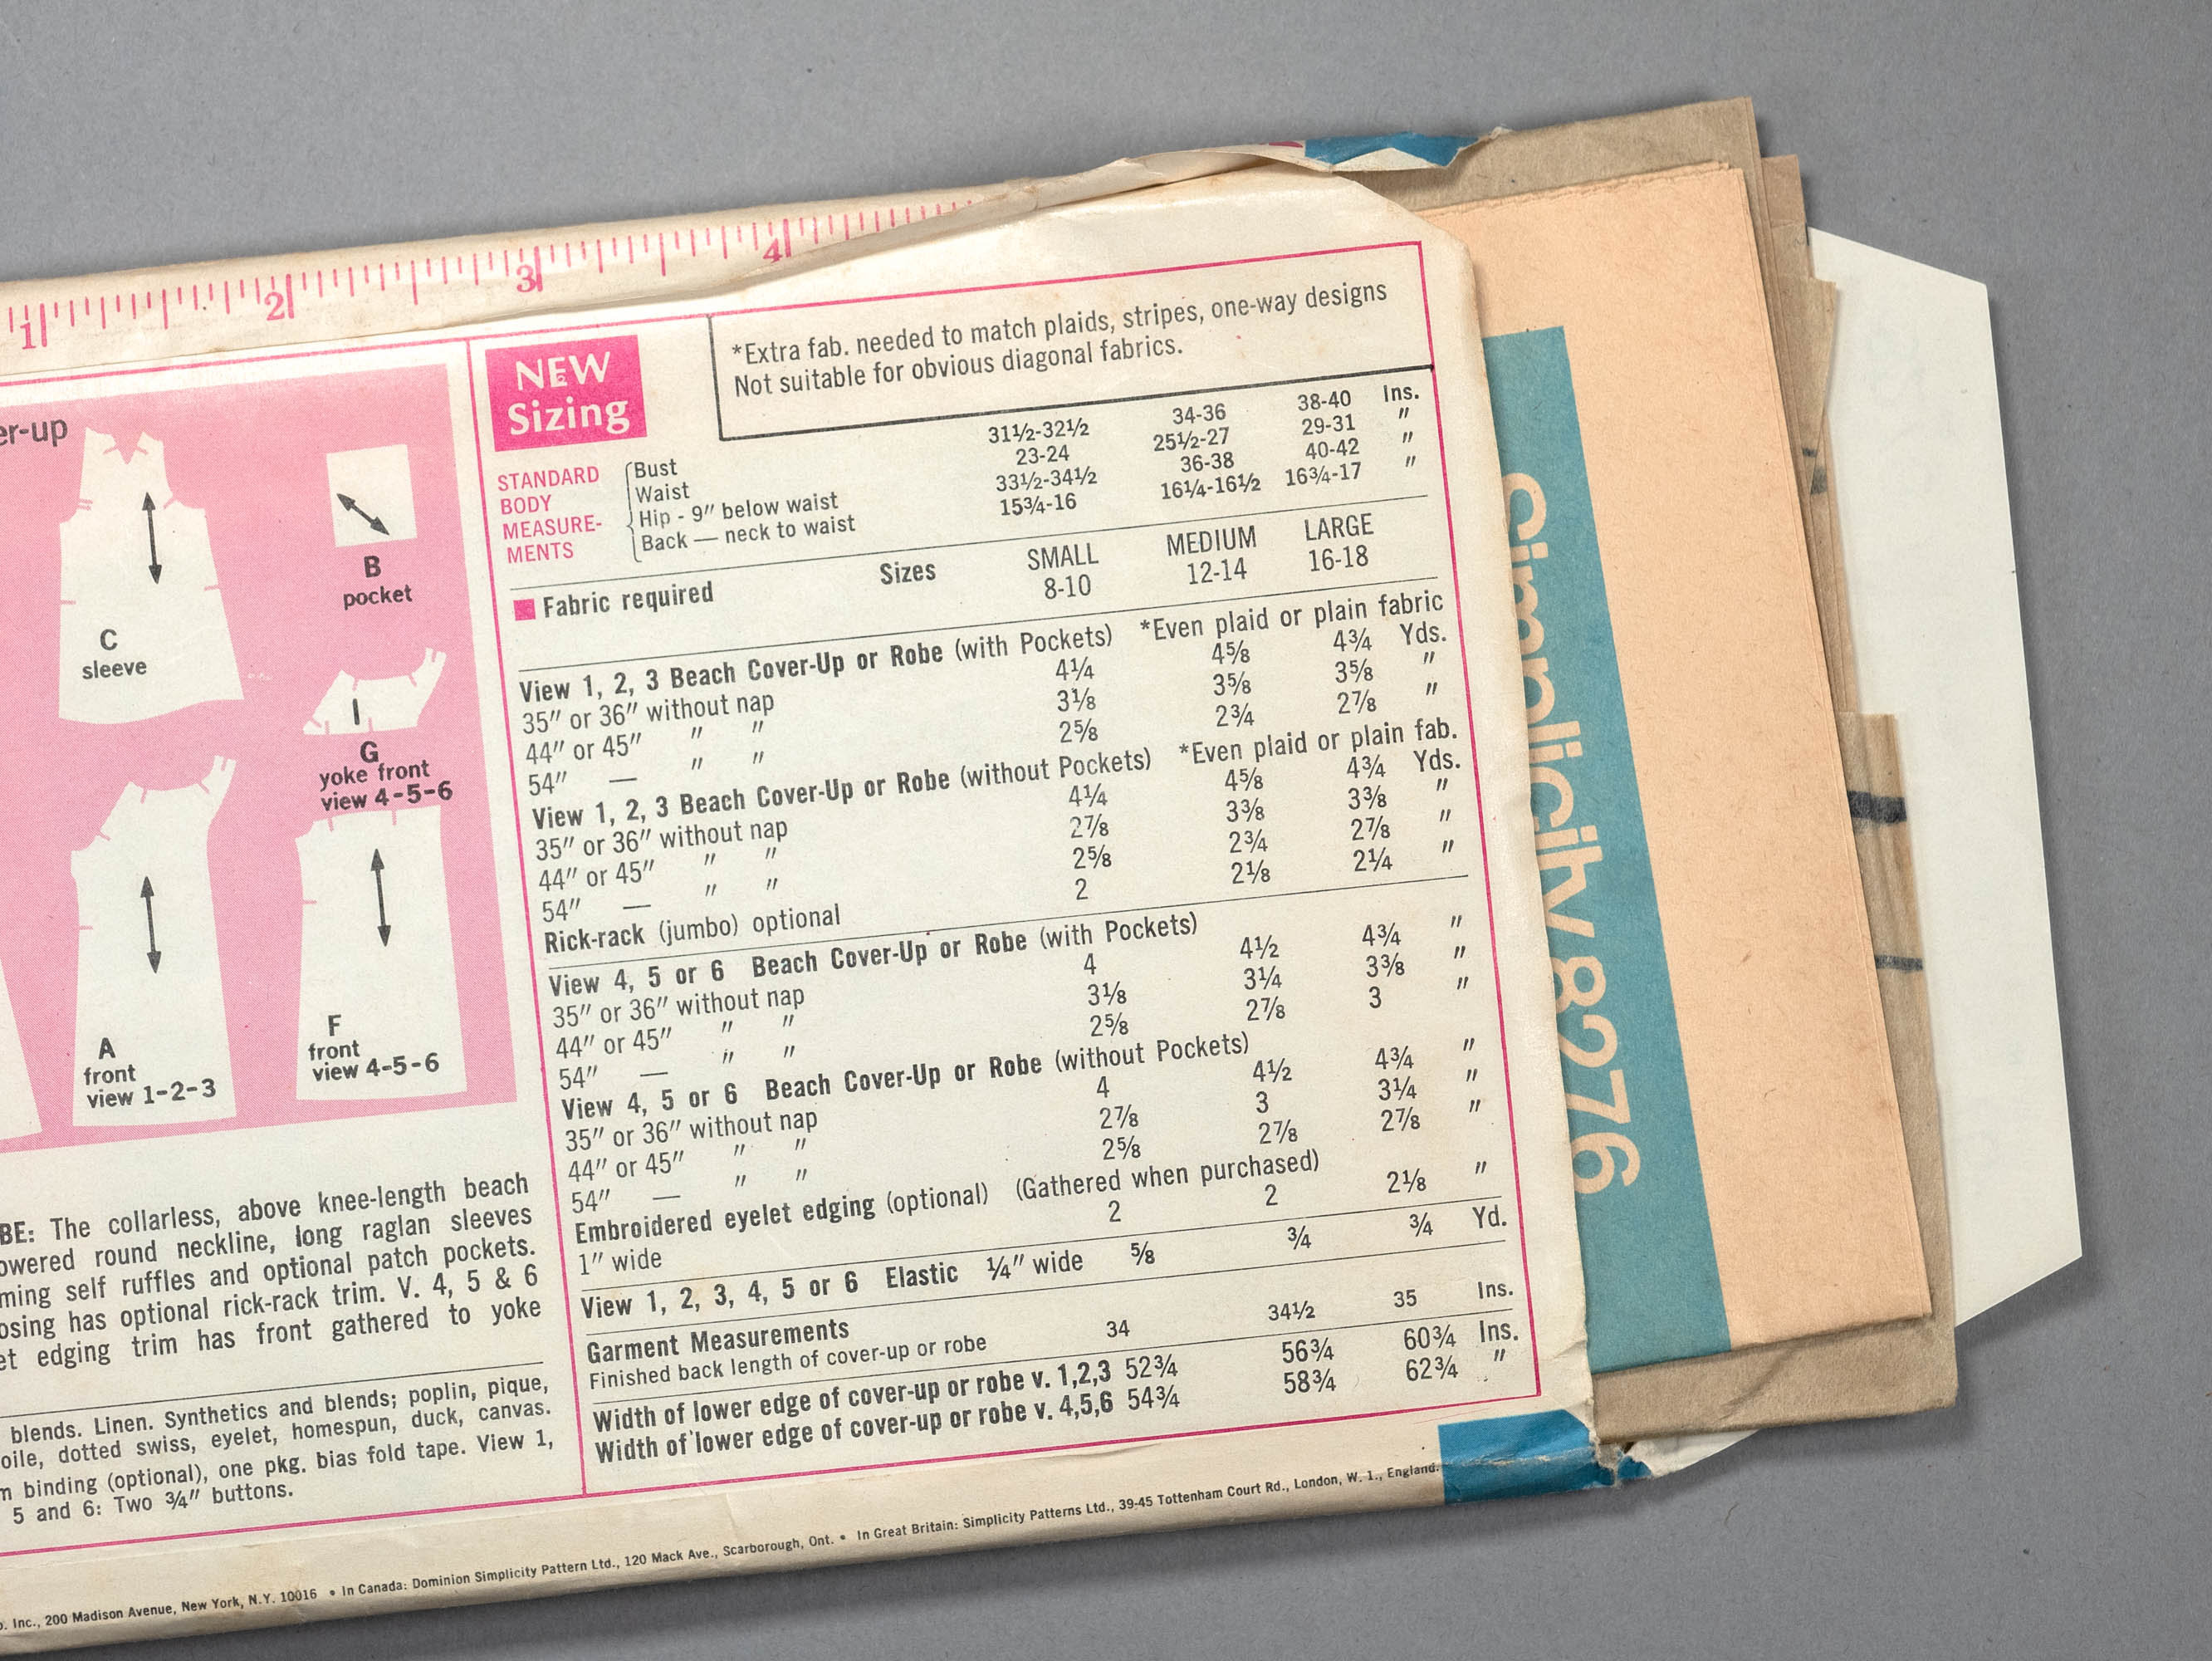 1 2 3 4
er-up
C
sleeve
B
pocket
G
yoke front
view 4-5-6
A
front
view 1-2-3
F
front
view 4-5-6
BE: The collarless, above knee-length beach
owered round neckline, long raglan sleeves
ming self ruffles and optional patch pockets.
osing has optional rick-rack trim. V. 4, 5 & 6
et edging trim has front gathered to yoke
blends. Linen. Synthetics and blends; poplin, pique,
oile, dotted swiss, eyelet, homespun, duck, canvas.
m binding (optional), one pkg. bias fold tape. View 1,
5 and 6: Two ¾" buttons.
NEW
Sizing
*Extra fab. needed to match plaids, stripes, one-way designs
Not suitable for obvious diagonal fabrics.
STANDARD
BODY
MEASURE-
MENTS
Bust 31½-32½ 34-36 38-40 Ins.
Waist 23-24 25½-27 29-31 "
Hip - 9" below waist 33½-34½ 36-38 40-42 "
Back — neck to waist 15¾-16 16¼-16½ 16¾-17 "
Sizes SMALL MEDIUM LARGE
Fabric required 8-10 12-14 16-18
View 1, 2, 3 Beach Cover-Up or Robe (with Pockets) *Even plaid or plain fabric
35" or 36" without nap 4¼ 4⅝ 4¾ Yds.
44" or 45" " " 3⅛ 3⅝ 3⅝ "
54" — " " 2⅝ 2¾ 2⅞ "
View 1, 2, 3 Beach Cover-Up or Robe (without Pockets) *Even plaid or plain fab.
35" or 36" without nap 4¼ 4⅝ 4¾ Yds.
44" or 45" " " 2⅞ 3⅜ 3⅜ "
54" — " " 2⅝ 2¾ 2⅞ "
Rick-rack (jumbo) optional 2 2⅛ 2¼ "
View 4, 5 or 6 Beach Cover-Up or Robe (with Pockets)
35" or 36" without nap 4 4½ 4¾ "
44" or 45" " " 3⅛ 3¼ 3⅜ "
54" — " " 2⅝ 2⅞ 3 "
View 4, 5 or 6 Beach Cover-Up or Robe (without Pockets)
35" or 36" without nap 4 4½ 4¾ "
44" or 45" " " 2⅞ 3 3¼ "
54" — " " 2⅝ 2⅞ 2⅞ "
Embroidered eyelet edging (optional) (Gathered when purchased)
1" wide 2 2 2⅛ "
View 1, 2, 3, 4, 5 or 6 Elastic ¼" wide ⅝ ¾ ¾ Yd.
Garment Measurements
Finished back length of cover-up or robe 34 34½ 35 Ins.
Width of lower edge of cover-up or robe v. 1,2,3 52¾ 56¾ 60¾ Ins.
Width of lower edge of cover-up or robe v. 4,5,6 54¾ 58¾ 62¾ "
o. Inc., 200 Madison Avenue, New York, N.Y. 10016 • In Canada: Dominion Simplicity Pattern Ltd., 120 Mack Ave., Scarborough, Ont. • In Great Britain: Simplicity Patterns Ltd., 39-45 Tottenham Court Rd., London, W. 1., England.
Simplicity 8276